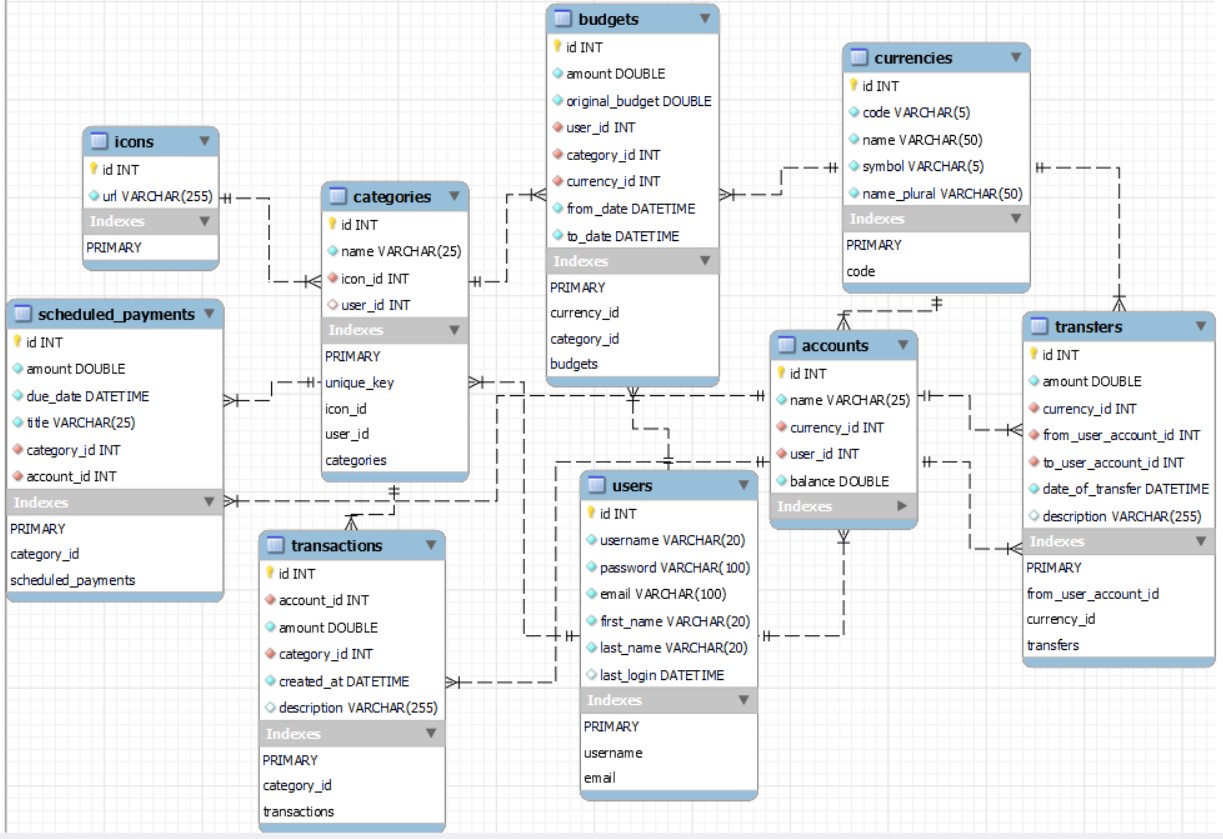 budgets
id INT
amount DOUBLE
original_budget DOUBLE
user_id INT
category_id INT
currency_id INT
from_date DATETIME
to_date DATETIME
Indexes
PRIMARY
currency_id
category_id
budgets
currencies
id INT
code VARCHAR(5)
name VARCHAR(50)
symbol VARCHAR(5)
name_plural VARCHAR(50)
Indexes
PRIMARY
code
icons
id INT
url VARCHAR(255)
Indexes
PRIMARY
categories
id INT
name VARCHAR(25)
icon_id INT
user_id INT
Indexes
PRIMARY
unique_key
icon_id
user_id
categories
scheduled_payments
id INT
amount DOUBLE
due_date DATETIME
title VARCHAR(25)
category_id INT
account_id INT
Indexes
PRIMARY
category_id
scheduled_payments
accounts
id INT
name VARCHAR(25)
currency_id INT
user_id INT
balance DOUBLE
Indexes
transfers
id INT
amount DOUBLE
currency_id INT
from_user_account_id INT
to_user_account_id INT
date_of_transfer DATETIME
description VARCHAR(255)
Indexes
PRIMARY
from_user_account_id
currency_id
transfers
transactions
id INT
account_id INT
amount DOUBLE
category_id INT
created_at DATETIME
description VARCHAR(255)
Indexes
PRIMARY
category_id
transactions
users
id INT
username VARCHAR(20)
password VARCHAR(100)
email VARCHAR(100)
first_name VARCHAR(20)
last_name VARCHAR(20)
last_login DATETIME
Indexes
PRIMARY
username
email